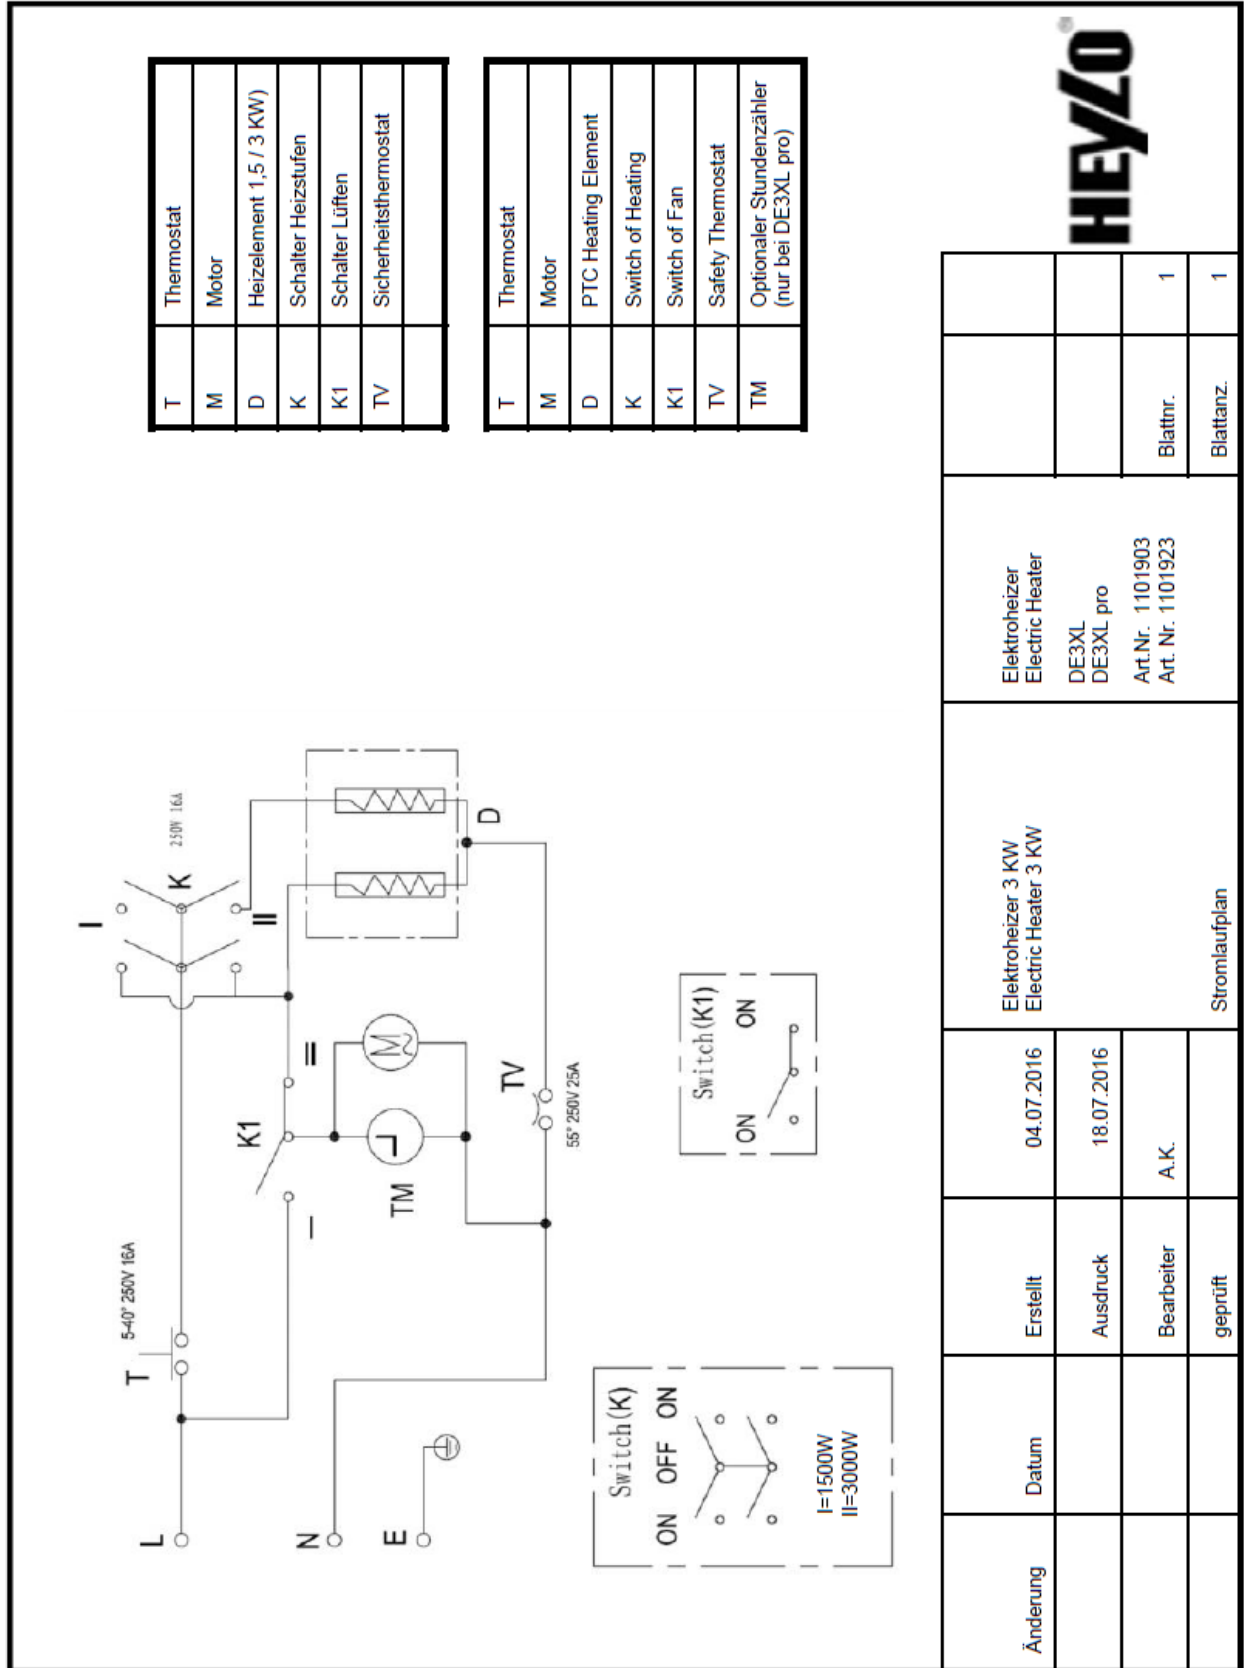 I
K
250V 16A
II
5-40° 250V 16A
T
K1
I
II
L
N
E
M
TM
D
TV
55° 250V 25A
Switch(K)
ON OFF ON
I=1500W
II=3000W
Switch(K1)
ON ON
T Thermostat
M Motor
D Heizelement 1,5 / 3 KW)
K Schalter Heizstufen
K1 Schalter Lüften
TV Sicherheitsthermostat
T Thermostat
M Motor
D PTC Heating Element
K Switch of Heating
K1 Switch of Fan
TV Safety Thermostat
TM Optionaler Stundenzähler
(nur bei DE3XL pro)
Änderung
Datum
Erstellt 04.07.2016
Ausdruck 18.07.2016
Bearbeiter A.K.
geprüft
Elektroheizer 3 KW
Electric Heater 3 KW
Stromlaufplan
Elektroheizer
Electric Heater
DE3XL
DE3XL pro
Art.Nr. 1101903
Art. Nr. 1101923
Blattnr. 1
Blattanz. 1
HEYLO®